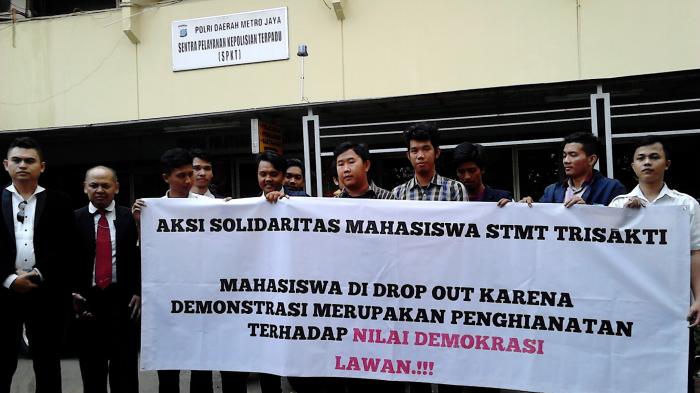 POLRI DAERAH METRO JAYA
SENTRA PELAYANAN KEPOLISIAN TERPADU
(SPKT)
AKSI SOLIDARITAS MAHASISWA STMT TRISAKTI
MAHASISWA DI DROP OUT KARENA
DEMONSTRASI MERUPAKAN PENGHIANATAN
TERHADAP NILAI DEMOKRASI
LAWAN.!!!